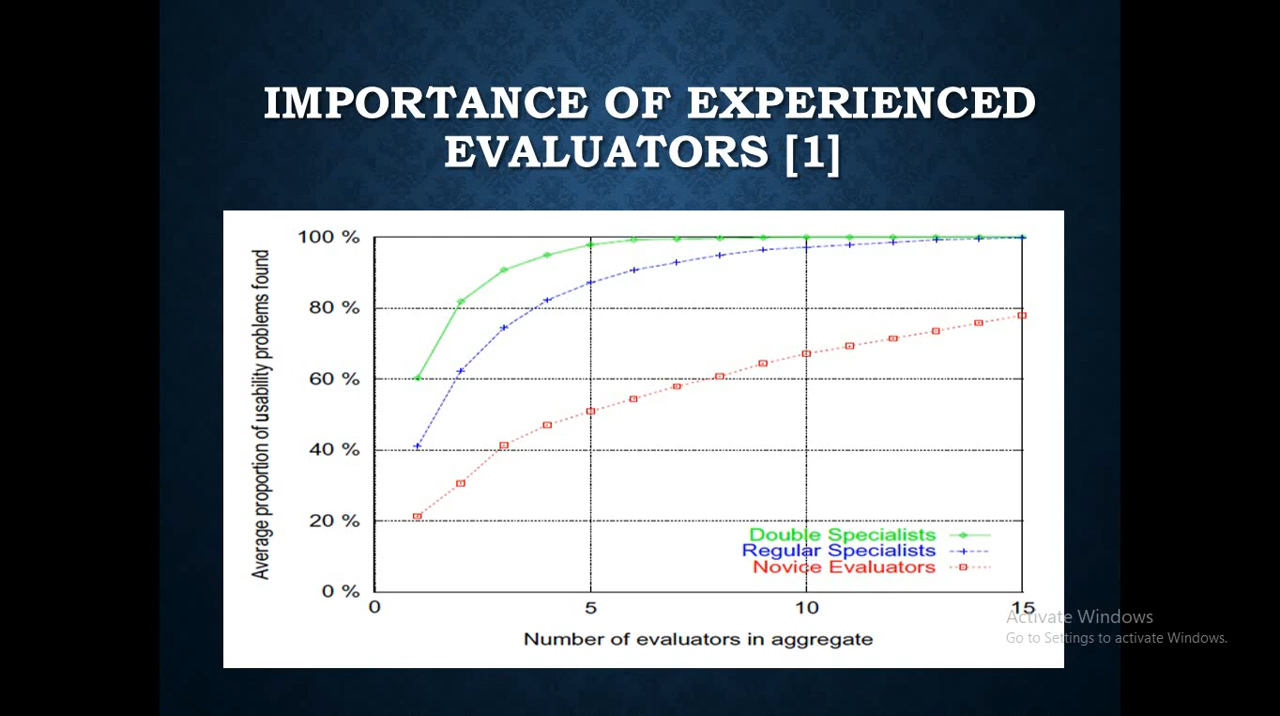 IMPORTANCE OF EXPERIENCED
EVALUATORS [1]
Average proportion of usability problems found
100 %
80 %
60 %
40 %
20 %
0 %
Double Specialists
Regular Specialists
Novice Evaluators
0 5 10 15
Number of evaluators in aggregate
Activate Windows
Go to Settings to activate Windows.